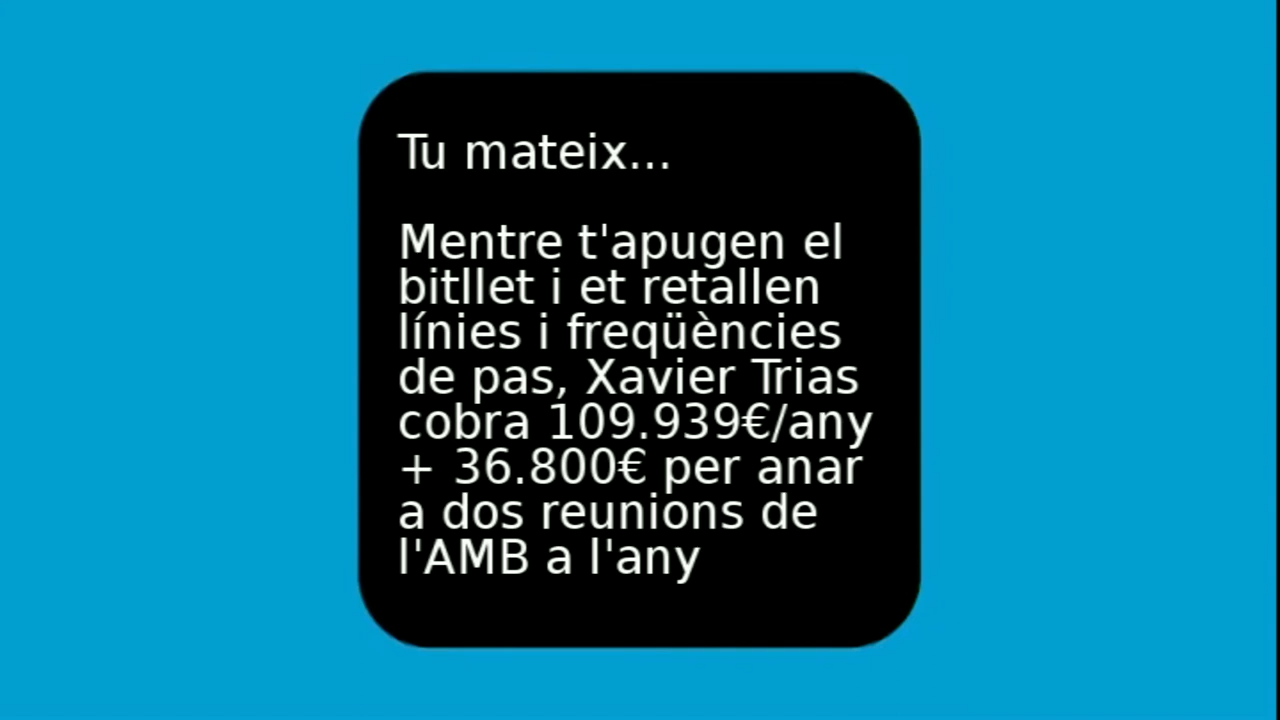 Tu mateix...
Mentre t'apugen el
bitllet i et retallen
línies i freqüències
de pas, Xavier Trias
cobra 109.939€/any
+ 36.800€ per anar
a dos reunions de
l'AMB a l'any